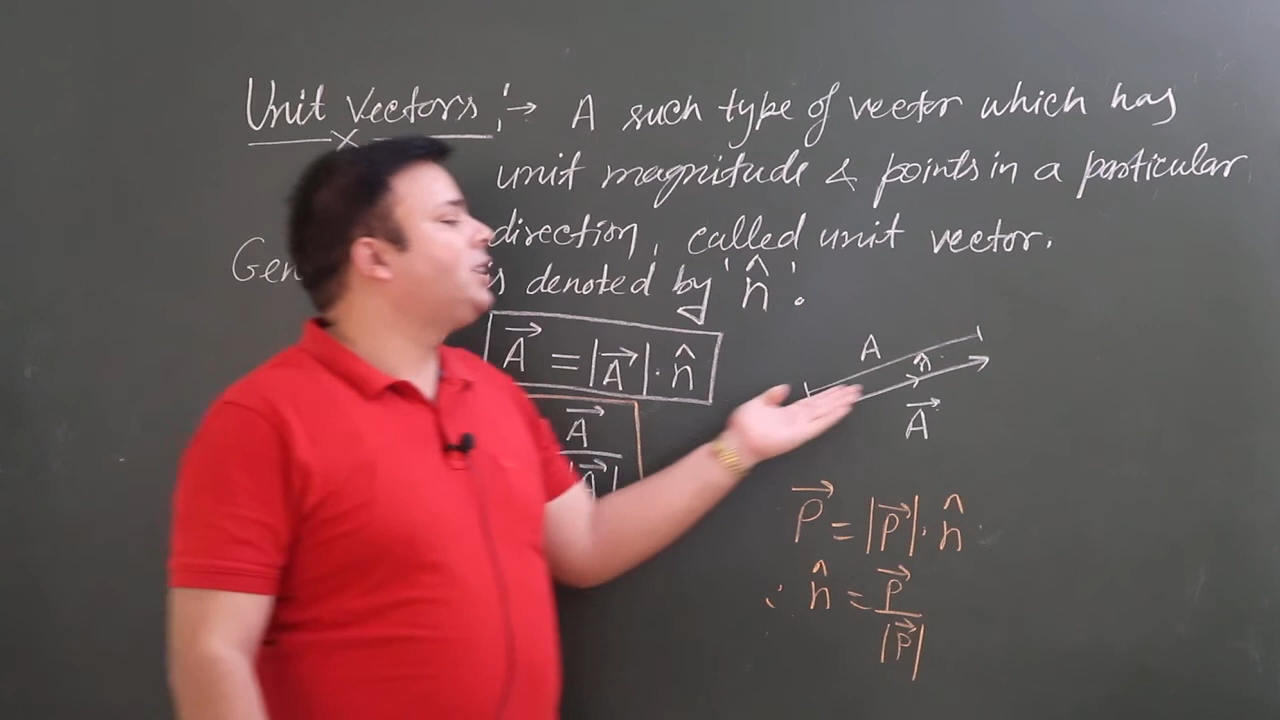 Unit Vectors :→ A such type of vector which has
unit magnitude & points in a particular
direction, called unit vector.
is denoted by 'n̂'.
A⃗ = |A⃗|· n̂
A⃗
|A⃗|
A
n̂
A⃗
P⃗ = |P⃗|· n̂
∴ n̂ = P⃗
|P⃗|